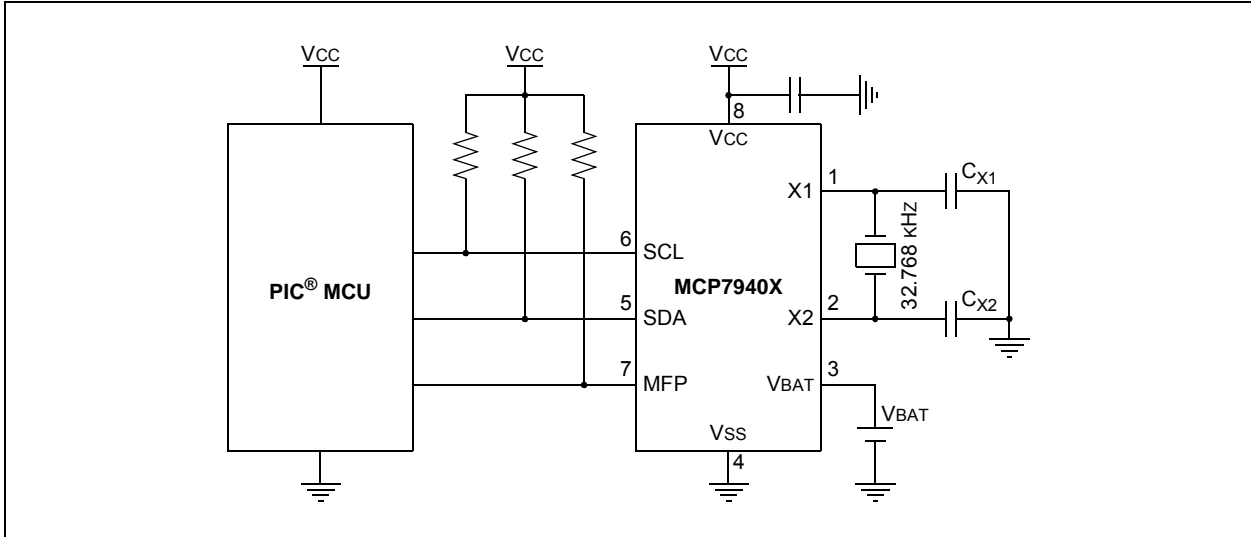 VCC
VCC
VCC
8
VCC
1
X1
CX1
6
SCL
32.768 KHZ
PIC® MCU
MCP7940X
5
SDA
2
X2
CX2
7
MFP
3
VBAT
VBAT
VSS
4